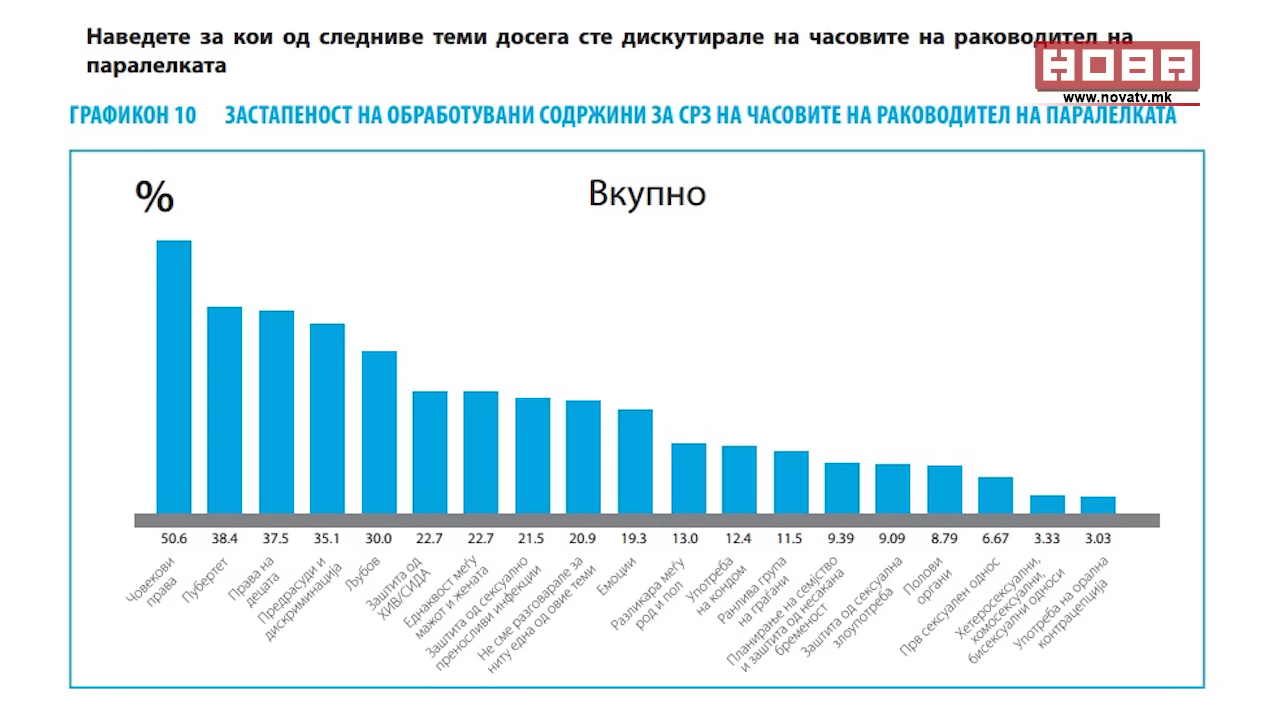 Наведете за кои од следниве теми досега сте дискутирале на часовите на раководител на
паралелката
НОВА
www.novatv.mk
ГРАФИКОН 10 ЗАСТАПЕНОСТ НА ОБРАБОТУВАНИ СОДРЖИНИ ЗА СРЗ НА ЧАСОВИТЕ НА РАКОВОДИТЕЛ НА ПАРАЛЕЛКАТА
%
Вкупно
50.6 38.4 37.5 35.1 30.0 22.7 22.7 21.5 20.9 19.3 13.0 12.4 11.5 9.39 9.09 8.79 6.67 3.33 3.03
Човекови
права
Пубертет
Права на
децата
Предрасуди и
дискриминација
Љубов
Заштита од
ХИВ/СИДА
Еднаквост меѓу
мажот и жената
Заштита од сексуално
преносливи инфекции
Не сме разговарале за
ниту една од овие теми
Емоции
Разликара меѓу
род и пол
Употреба
на кондом
Ранлива група
на граѓани
Планирање на семјство
и заштита од несакана
бременост
Заштита од сексуална
злоупотреба
Полови
органи
Прв сексуален однос
Хетеросексуални,
хомосексуални,
бисексуални односи
Употреба на орална
контрацепција